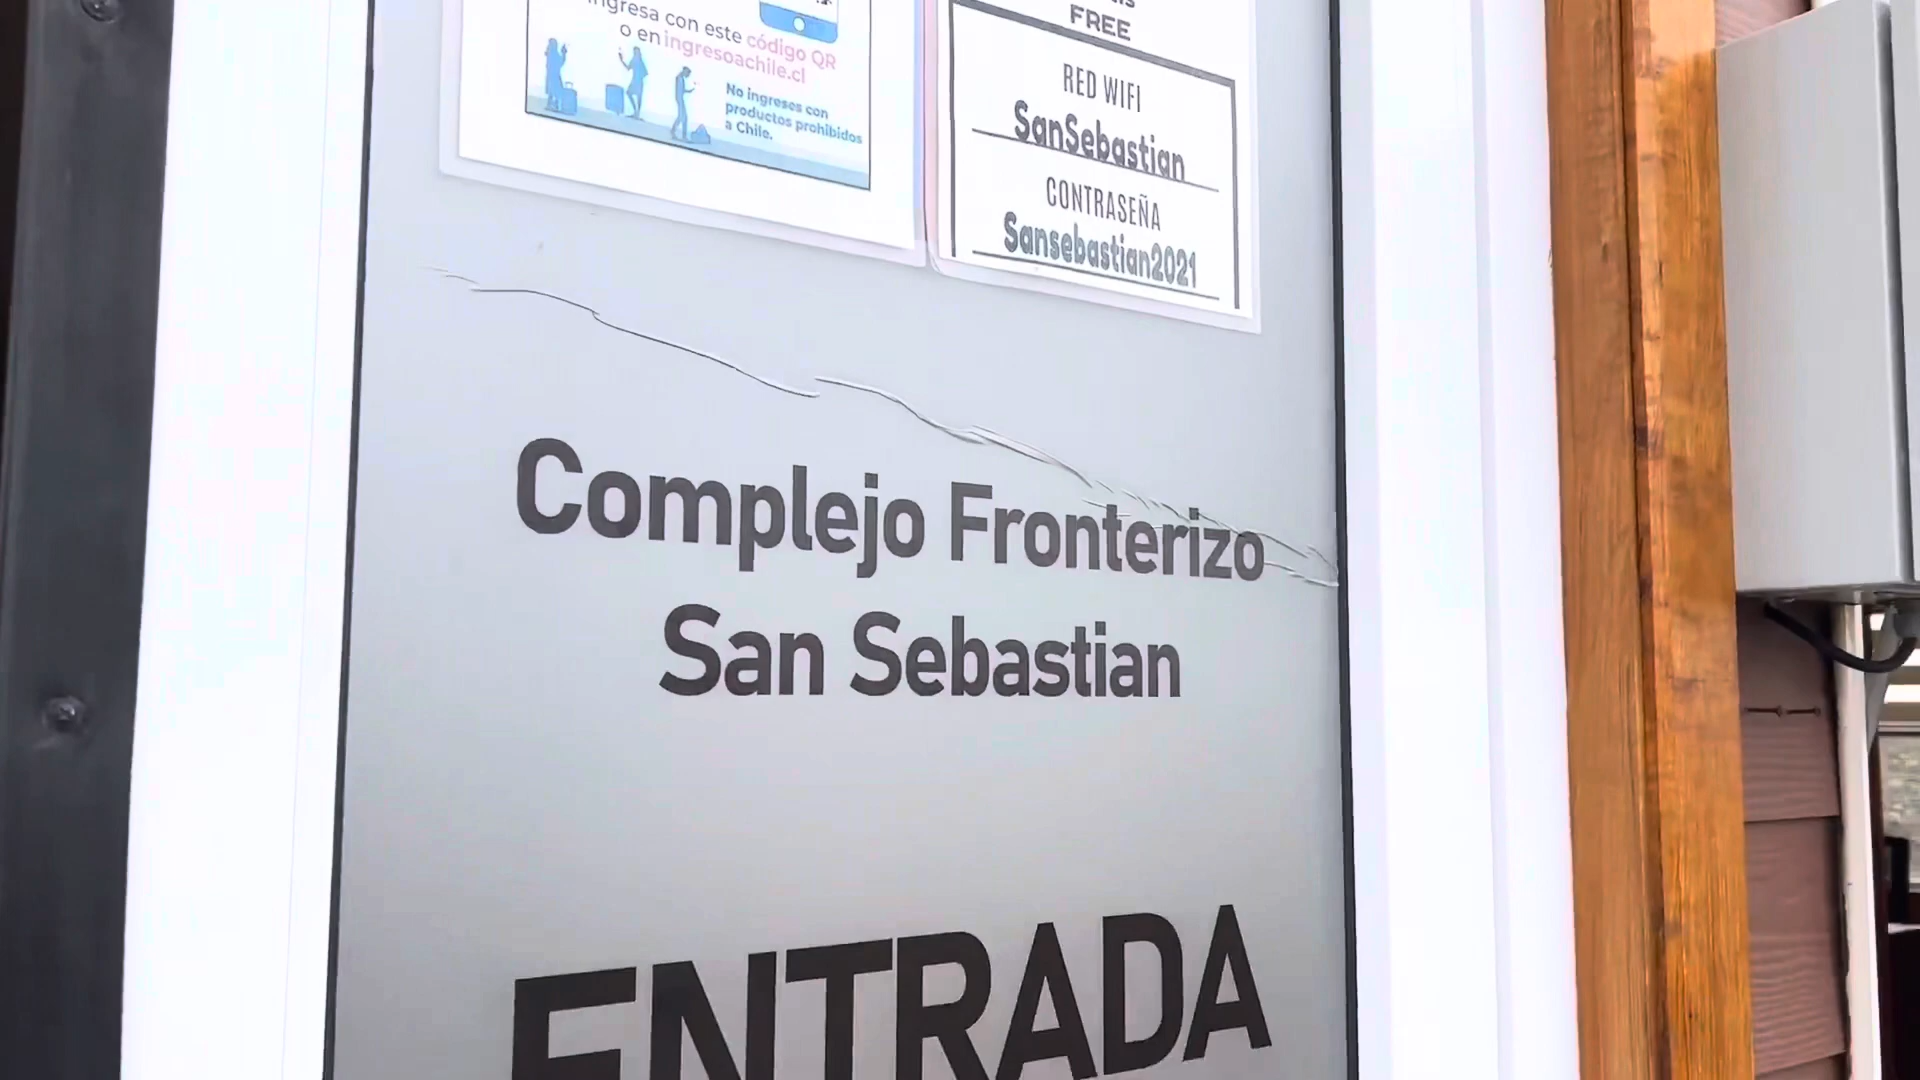 ingresa con este código QR
o en ingresoachile.cl
No ingreses con
productos prohibidos
a Chile.
FREE
RED WIFI
SanSebastian
CONTRASEÑA
Sansebastian2021
Complejo Fronterizo
San Sebastian
ENTRADA